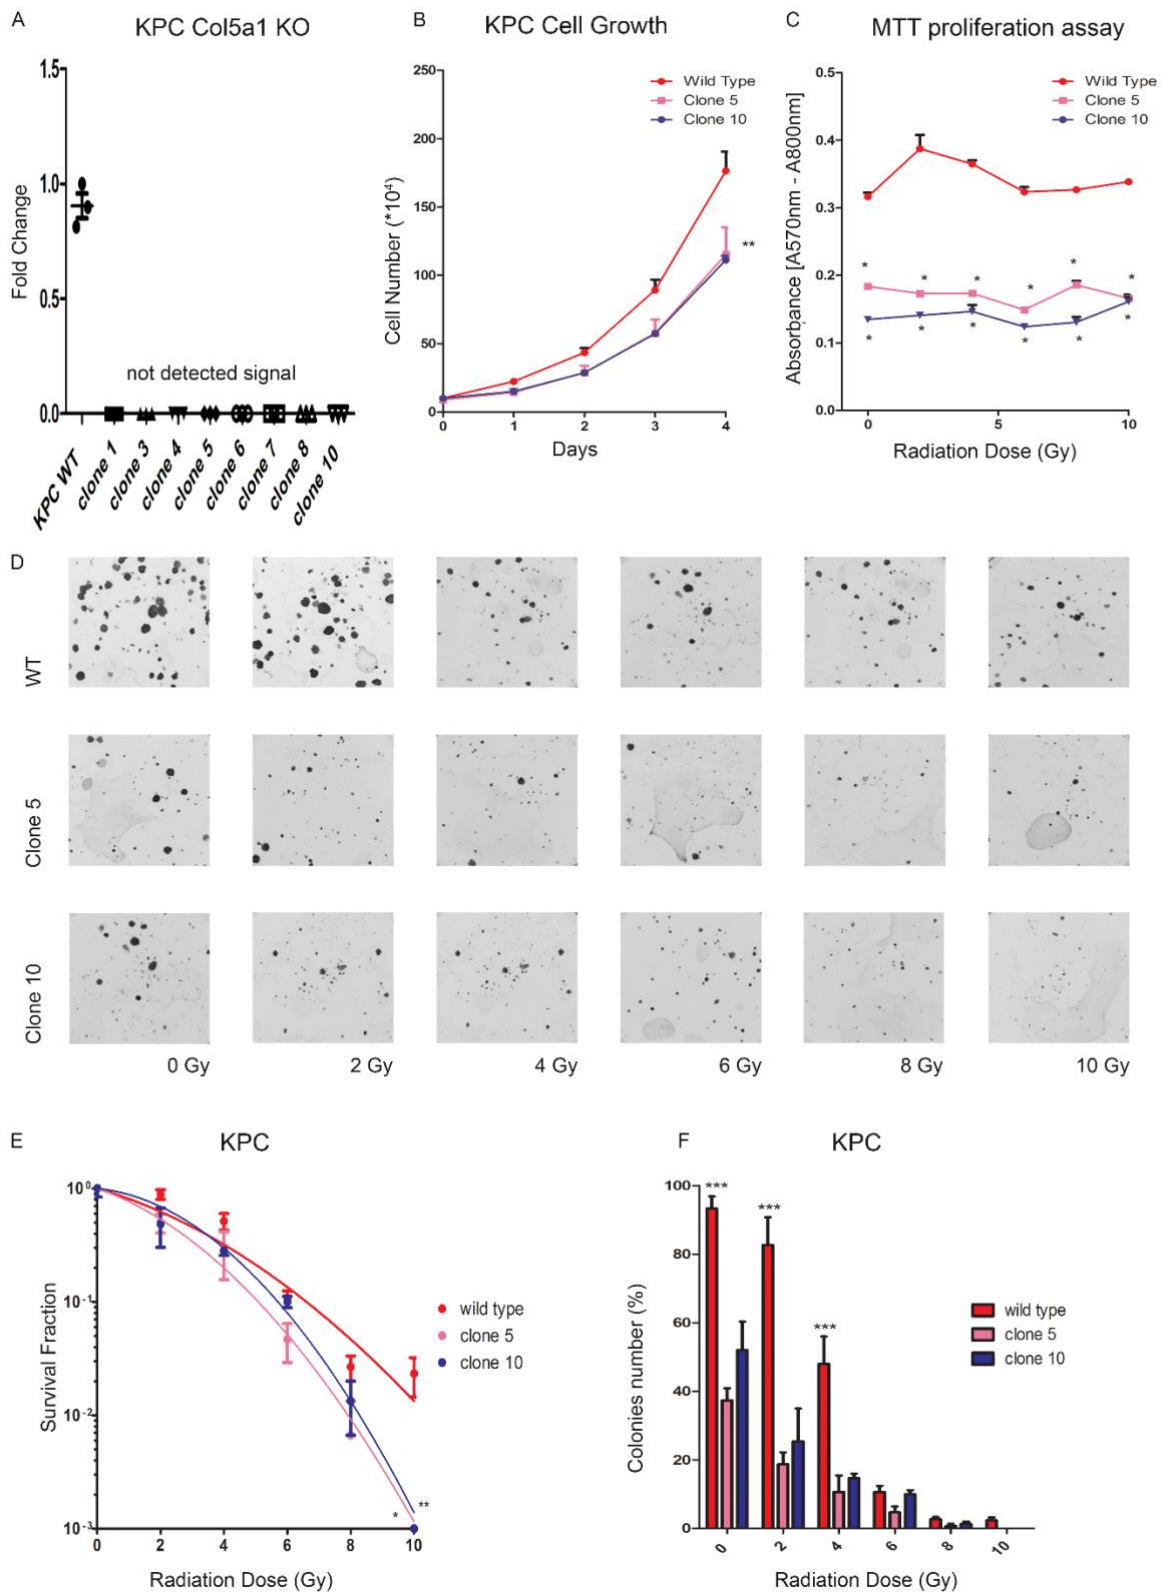 A
KPC Col5a1 KO
Fold Change
1.5
1.0
0.5
0.0
not detected signal
KPC WT
clone 1
clone 3
clone 4
clone 5
clone 6
clone 7
clone 8
clone 10
B
KPC Cell Growth
Cell Number (*10⁴)
250
200
150
100
50
0
Wild Type
Clone 5
Clone 10
**
0 1 2 3 4
Days
C
MTT proliferation assay
Absorbance [A570nm - A800nm]
0.5
0.4
0.3
0.2
0.1
0.0
Wild Type
Clone 5
Clone 10
* * * * * *
* * * * * *
0 5 10
Radiation Dose (Gy)
D
WT
Clone 5
Clone 10
0 Gy 2 Gy 4 Gy 6 Gy 8 Gy 10 Gy
E
KPC
Survival Fraction
10⁰
10⁻¹
10⁻²
10⁻³
wild type
clone 5
clone 10
* **
0 2 4 6 8 10
Radiation Dose (Gy)
F
KPC
Colonies number (%)
100
80
60
40
20
0
*** *** ***
wild type
clone 5
clone 10
0 2 4 6 8 10
Radiation Dose (Gy)